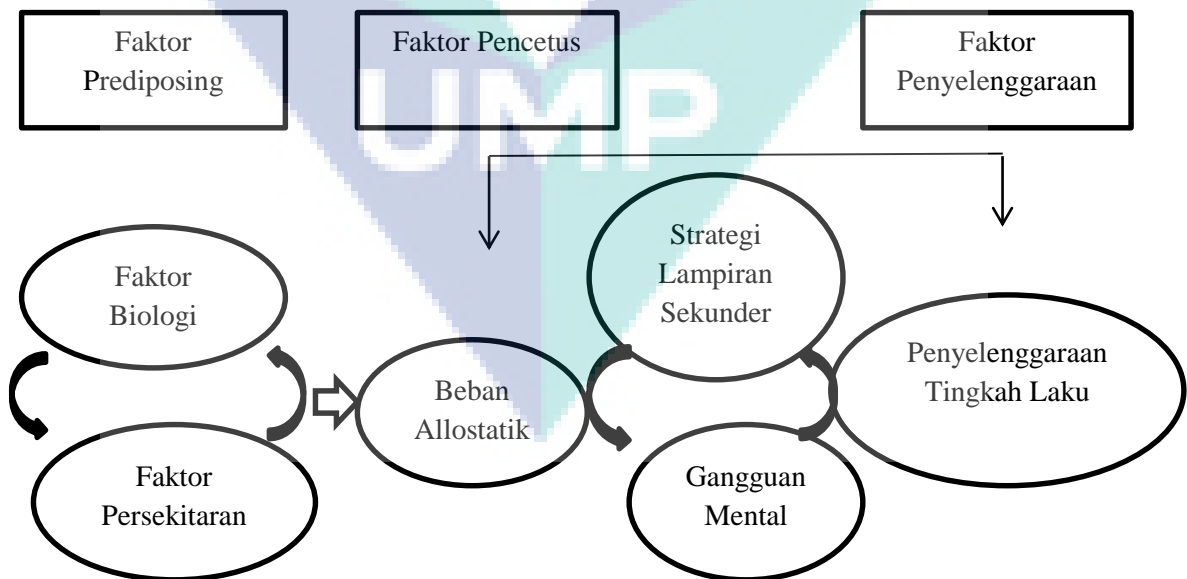 Faktor
Prediposing
Faktor Pencetus
Faktor
Penyelenggaraan
UMP
Faktor
Biologi
Strategi
Lampiran
Sekunder
Penyelenggaraan
Tingkah Laku
Beban
Allostatik
Faktor
Persekitaran
Gangguan
Mental